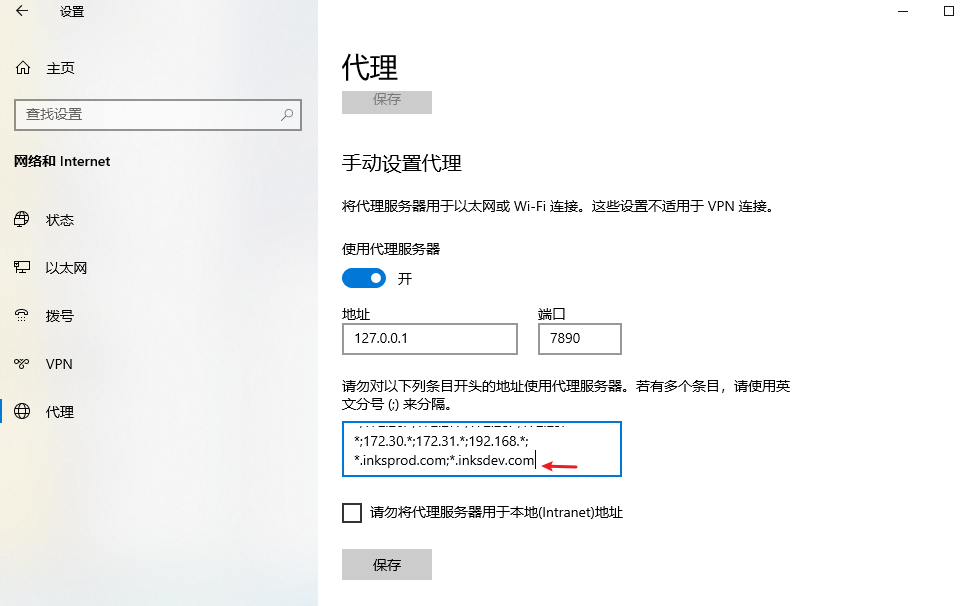 设置
主页
查找设置
网络和 Internet
状态
以太网
拨号
VPN
代理
代理
保存
手动设置代理
将代理服务器用于以太网或 Wi-Fi 连接。这些设置不适用于 VPN 连接。
使用代理服务器
开
地址
端口
127.0.0.1
7890
请勿对以下列条目开头的地址使用代理服务器。若有多个条目，请使用英
文分号 (;) 来分隔。
*;172.30.*;172.31.*;192.168.*;
*.inksprod.com;*.inksdev.com
请勿将代理服务器用于本地(Intranet)地址
保存